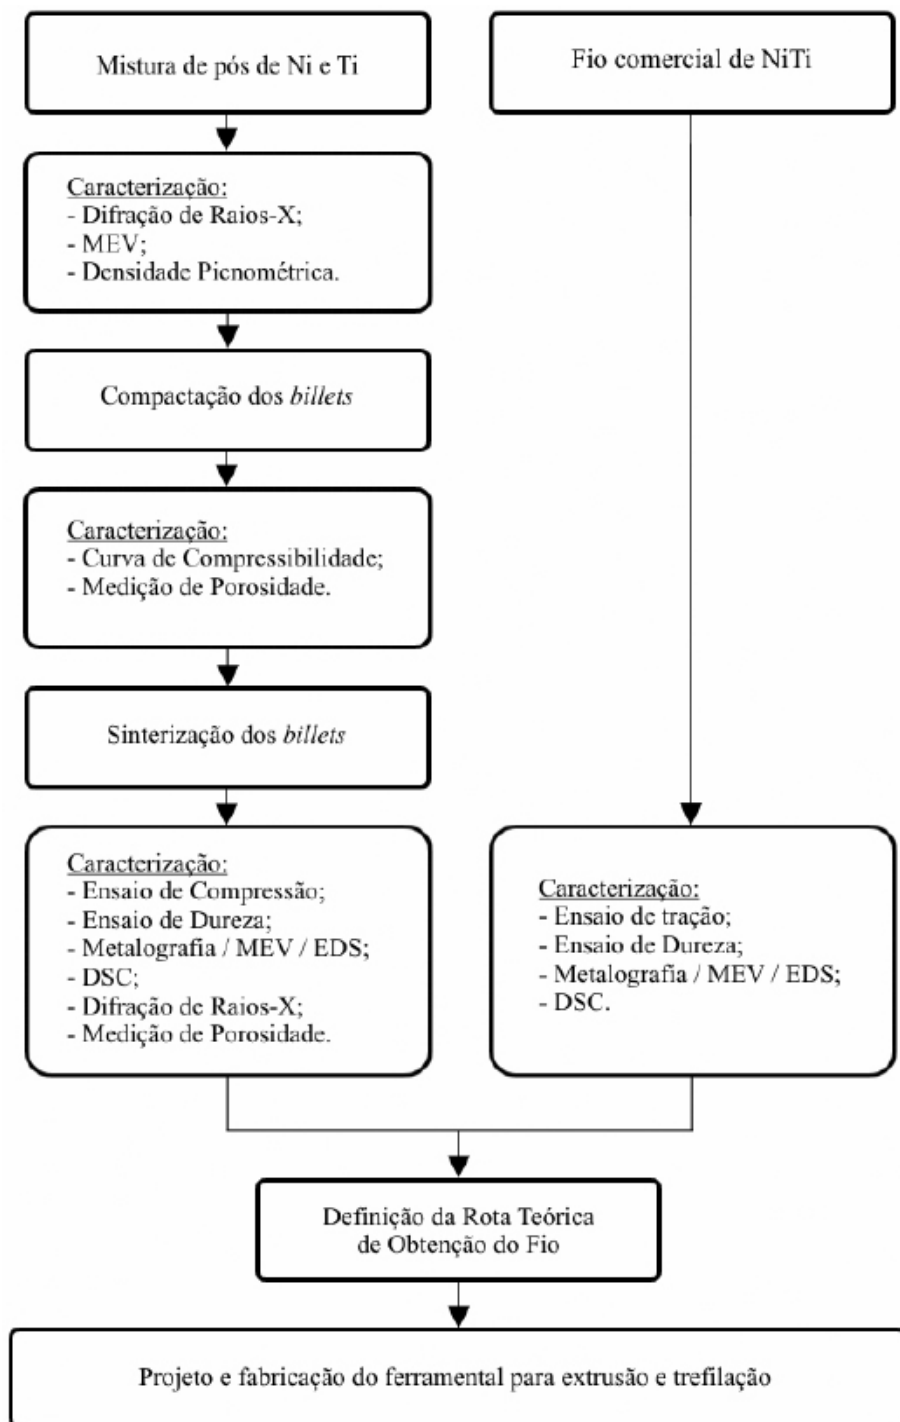 Mistura de pós de Ni e Ti
Fio comercial de NiTi
Caracterização:
- Difração de Raios-X;
- MEV;
- Densidade Picnométrica.
Compactação dos billets
Caracterização:
- Curva de Compressibilidade;
- Medição de Porosidade.
Sinterização dos billets
Caracterização:
- Ensaio de Compressão;
- Ensaio de Dureza;
- Metalografia / MEV / EDS;
- DSC;
- Difração de Raios-X;
- Medição de Porosidade.
Caracterização:
- Ensaio de tração;
- Ensaio de Dureza;
- Metalografia / MEV / EDS;
- DSC.
Definição da Rota Teórica
de Obtenção do Fio
Projeto e fabricação do ferramental para extrusão e trefilação